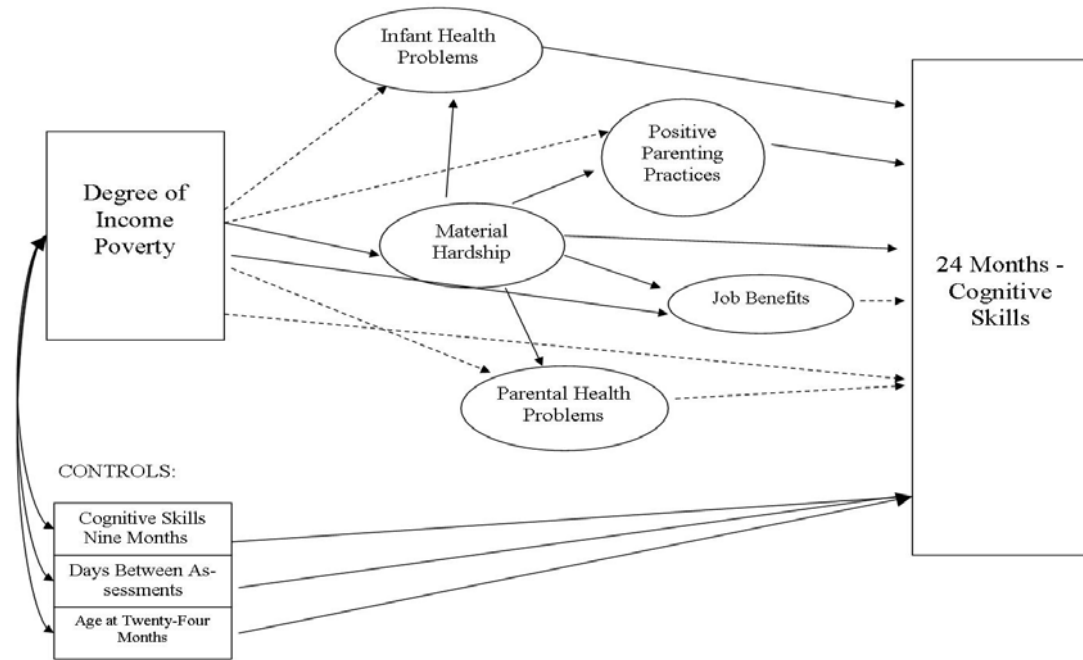 Infant Health
Problems
Positive
Parenting
Practices
Degree of
Income
Poverty
Material
Hardship
24 Months -
Cognitive
Skills
Job Benefits
Parental Health
Problems
CONTROLS:
Cognitive Skills
Nine Months
Days Between As-
sessments
Age at Twenty-Four
Months